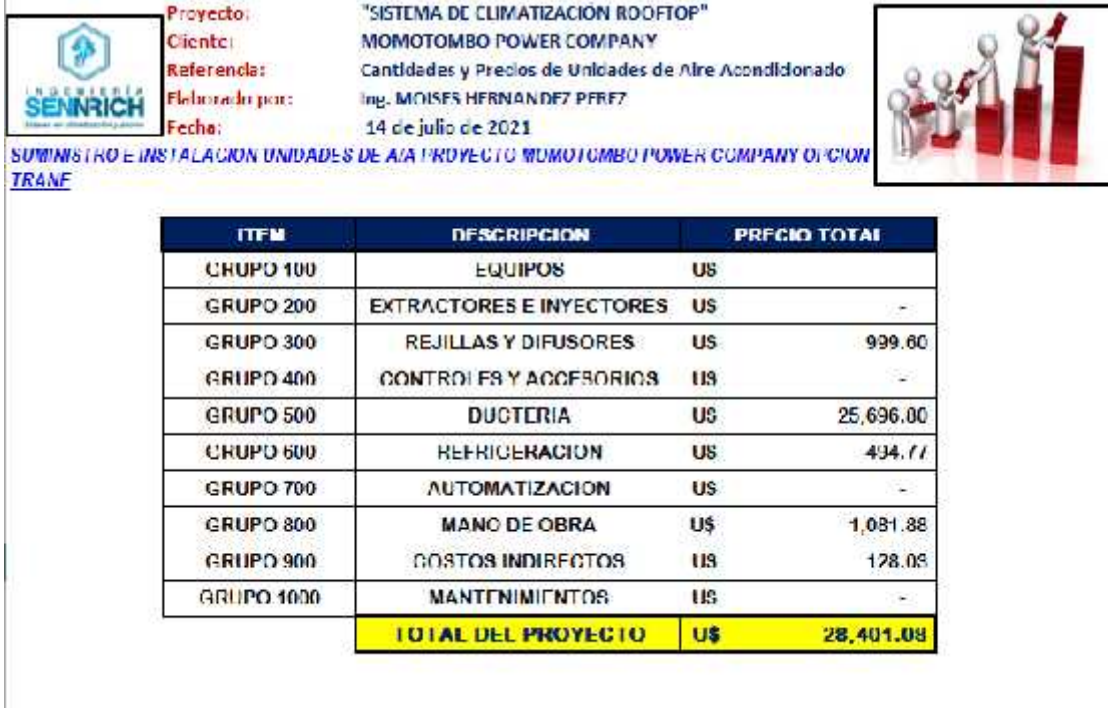 Proyecto: "SISTEMA DE CLIMATIZACIÓN ROOFTOP"
Cliente: MOMOTOMBO POWER COMPANY
Referencia: Cantidades y Precios de Unidades de Aire Acondicionado
Elaborado por: Ing. MOISES HERNANDEZ PEREZ
Fecha: 14 de julio de 2021
INGENIERÍA
SENNRICH
SUMINISTRO E INSTALACION UNIDADES DE A/A PROYECTO MOMOTOMBO POWER COMPANY OPCION
TRANE
ITEM DESCRIPCION PRECIO TOTAL
GRUPO 100 EQUIPOS U$
GRUPO 200 EXTRACTORES E INYECTORES U$ -
GRUPO 300 REJILLAS Y DIFUSORES U$ 999.60
GRUPO 400 CONTROLES Y ACCESORIOS U$ -
GRUPO 500 DUCTERIA U$ 25,696.80
GRUPO 600 REFRIGERACION U$ 494.77
GRUPO 700 AUTOMATIZACION U$ -
GRUPO 800 MANO DE OBRA U$ 1,081.88
GRUPO 900 COSTOS INDIRECTOS U$ 128.03
GRUPO 1000 MANTENIMIENTOS U$ -
TOTAL DEL PROYECTO U$ 28,401.08